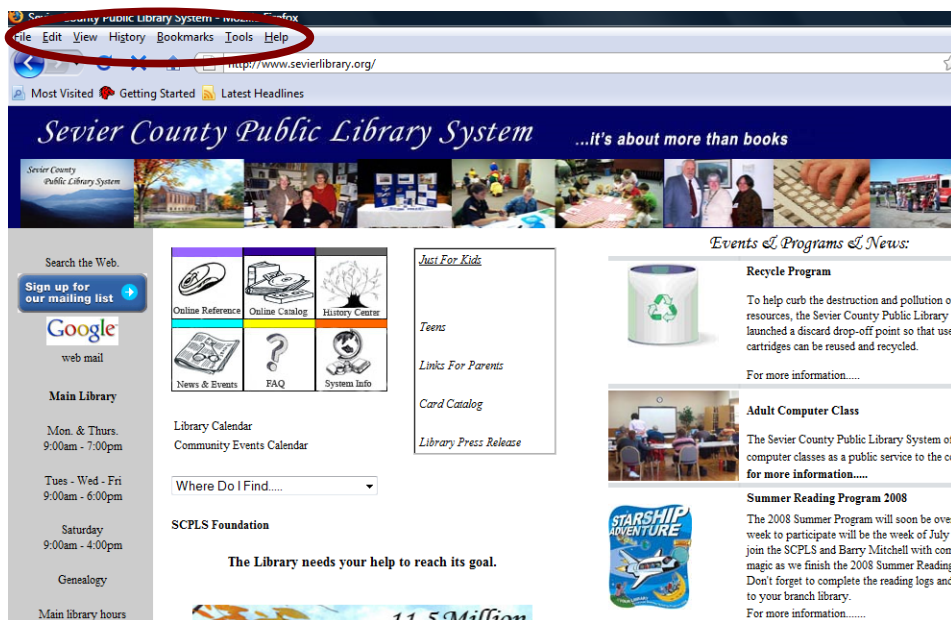 County Public Library System - Mozilla Firefox
File Edit View History Bookmarks Tools Help
http://www.sevierlibrary.org/
Most Visited Getting Started Latest Headlines
Sevier County Public Library System ...it's about more than books
Sevier County
Public Library System
Search the Web.
Sign up for
our mailing list
Google
web mail
Main Library
Mon. & Thurs.
9:00am - 7:00pm
Tues - Wed - Fri
9:00am - 6:00pm
Saturday
9:00am - 4:00pm
Genealogy
Main library hours
Online Reference Online Catalog History Center
News & Events FAQ System Info
Library Calendar
Community Events Calendar
Where Do I Find.....
SCPLS Foundation
The Library needs your help to reach its goal.
11.5 Million
Just For Kids
Teens
Links For Parents
Card Catalog
Library Press Release
Events & Programs & News:
Recycle Program
To help curb the destruction and pollution o
resources, the Sevier County Public Library
launched a discard drop-off point so that use
cartridges can be reused and recycled.
For more information.....
Adult Computer Class
The Sevier County Public Library System of
computer classes as a public service to the c
for more information.....
Summer Reading Program 2008
STARSHIP
ADVENTURE
The 2008 Summer Program will soon be ove
week to participate will be the week of July
join the SCPLS and Barry Mitchell with co
magic as we finish the 2008 Summer Reading
Don't forget to complete the reading logs and
to your branch library.
For more information.......